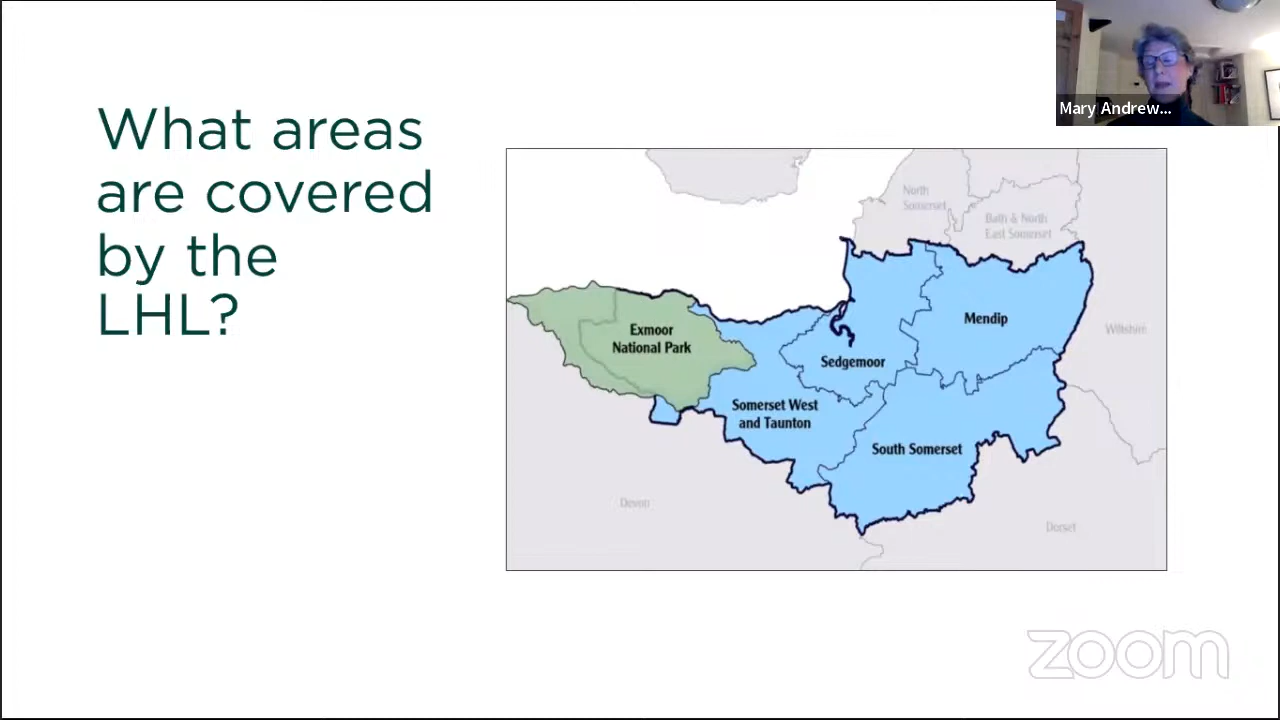 What areas
are covered
by the
LHL?
Mary Andrew...
North
Somerset
Bath & North
East Somerset
Exmoor
National Park
Mendip
Wiltshire
Sedgemoor
Somerset West
and Taunton
South Somerset
Devon
Dorset
zoom